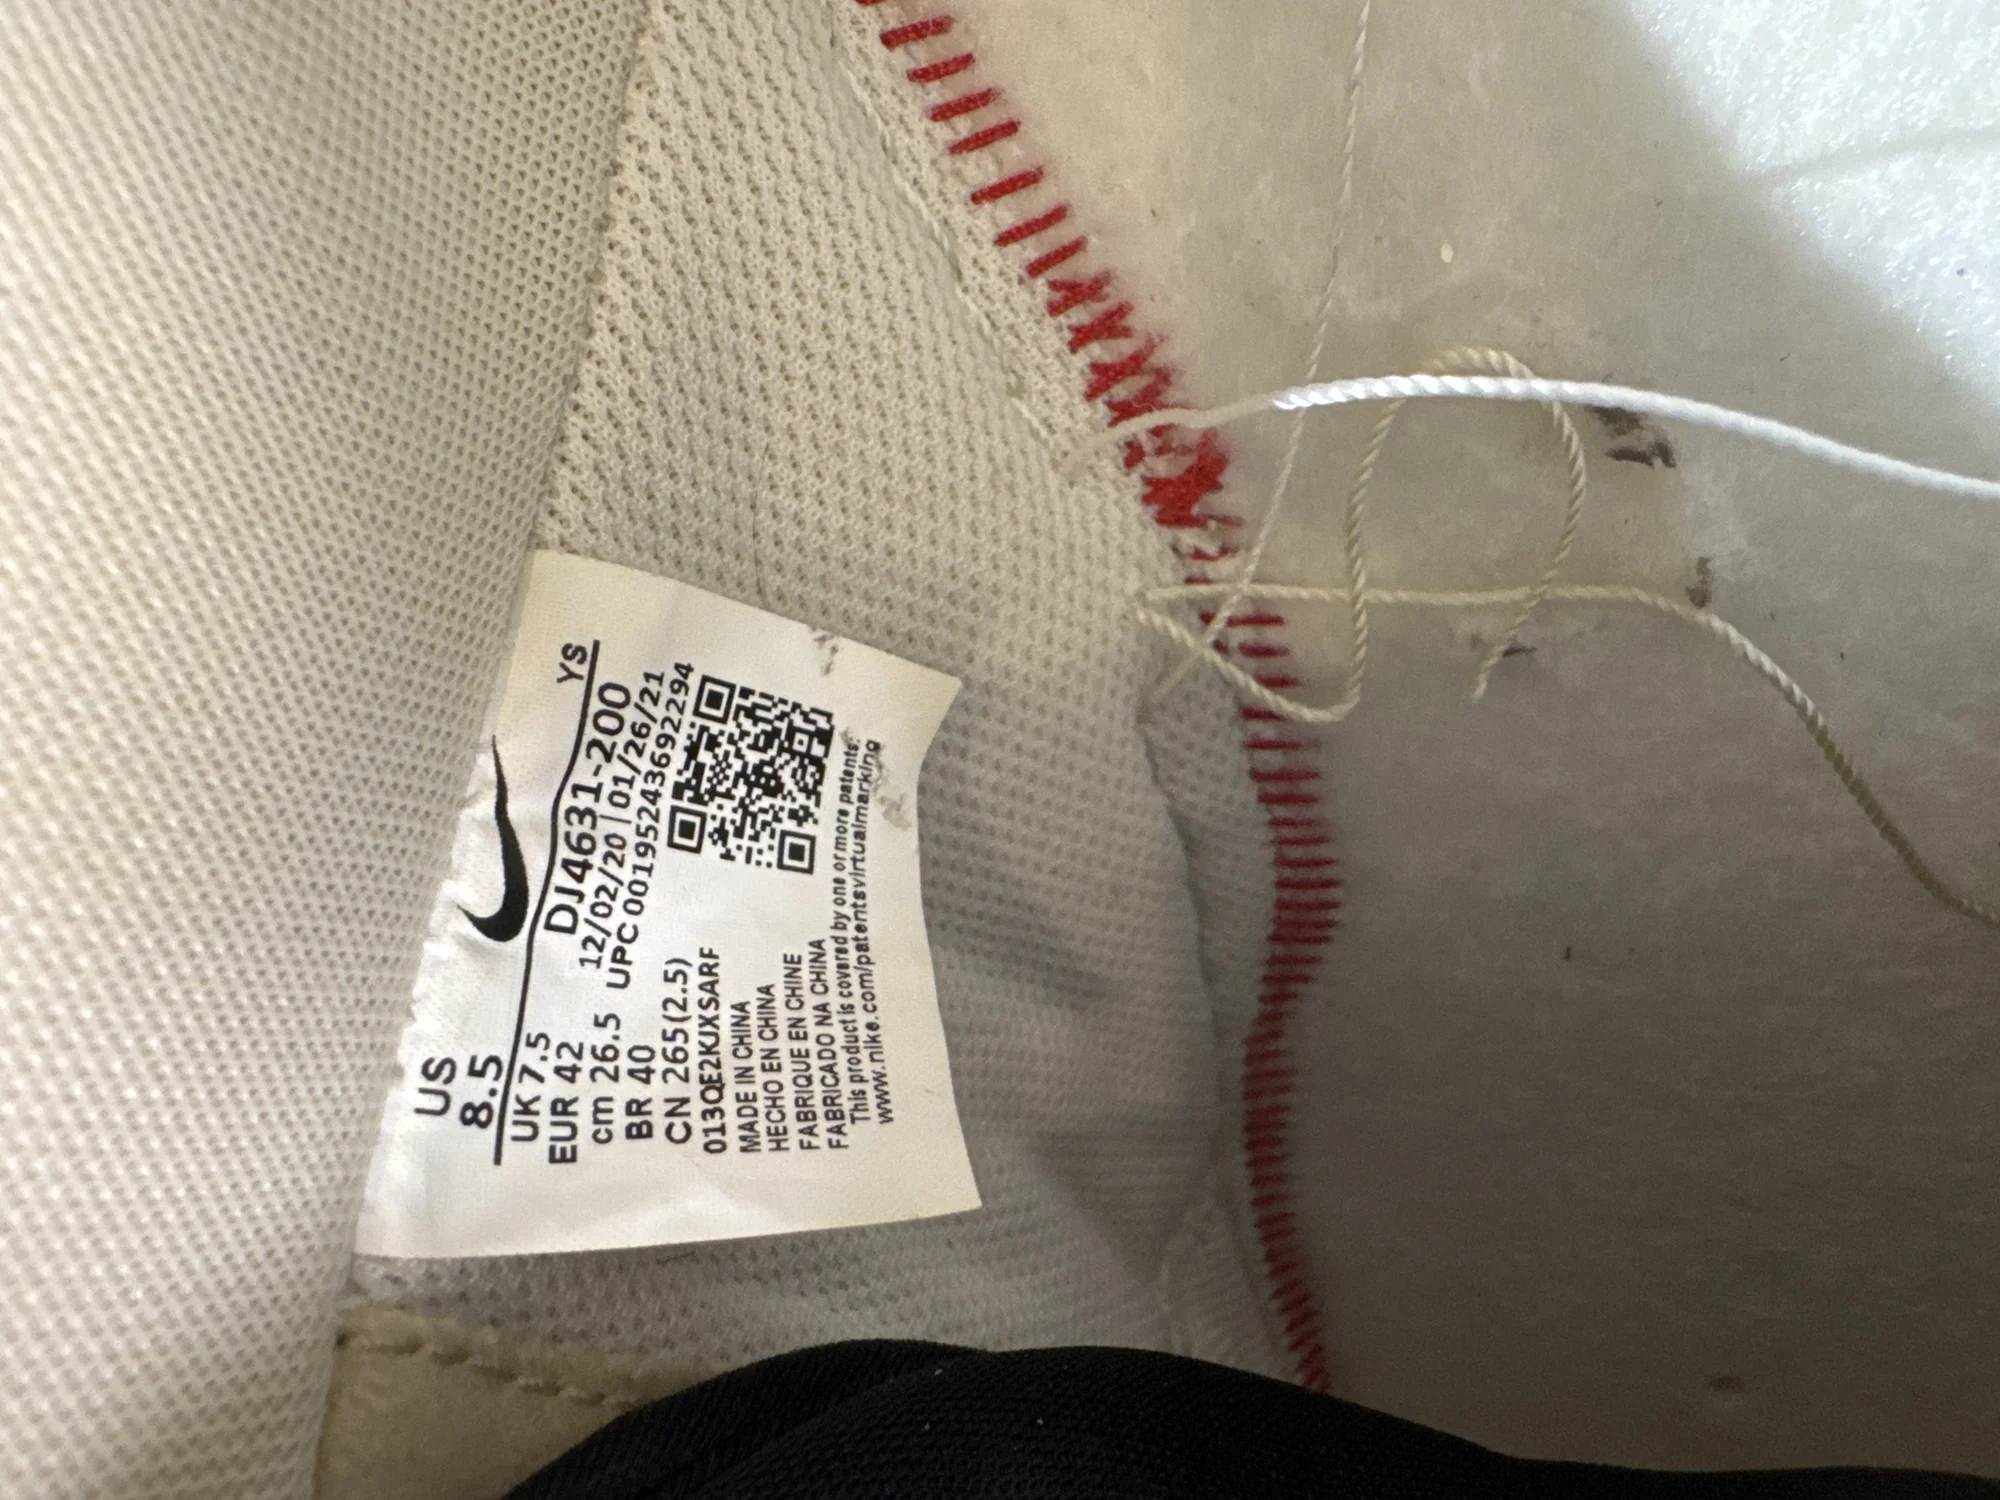 US
8.5 YS
UK 7.5 DJ4631-200
EUR 42 12/02/20 | 01/26/21
cm 26.5 UPC 00195243692294
BR 40
CN 265(2.5)
013QE2KJXSARF
MADE IN CHINA
HECHO EN CHINA
FABRIQUE EN CHINE
FABRICADO NA CHINA
This product is covered by one or more patents:
www.nike.com/patentsvirtualmarking